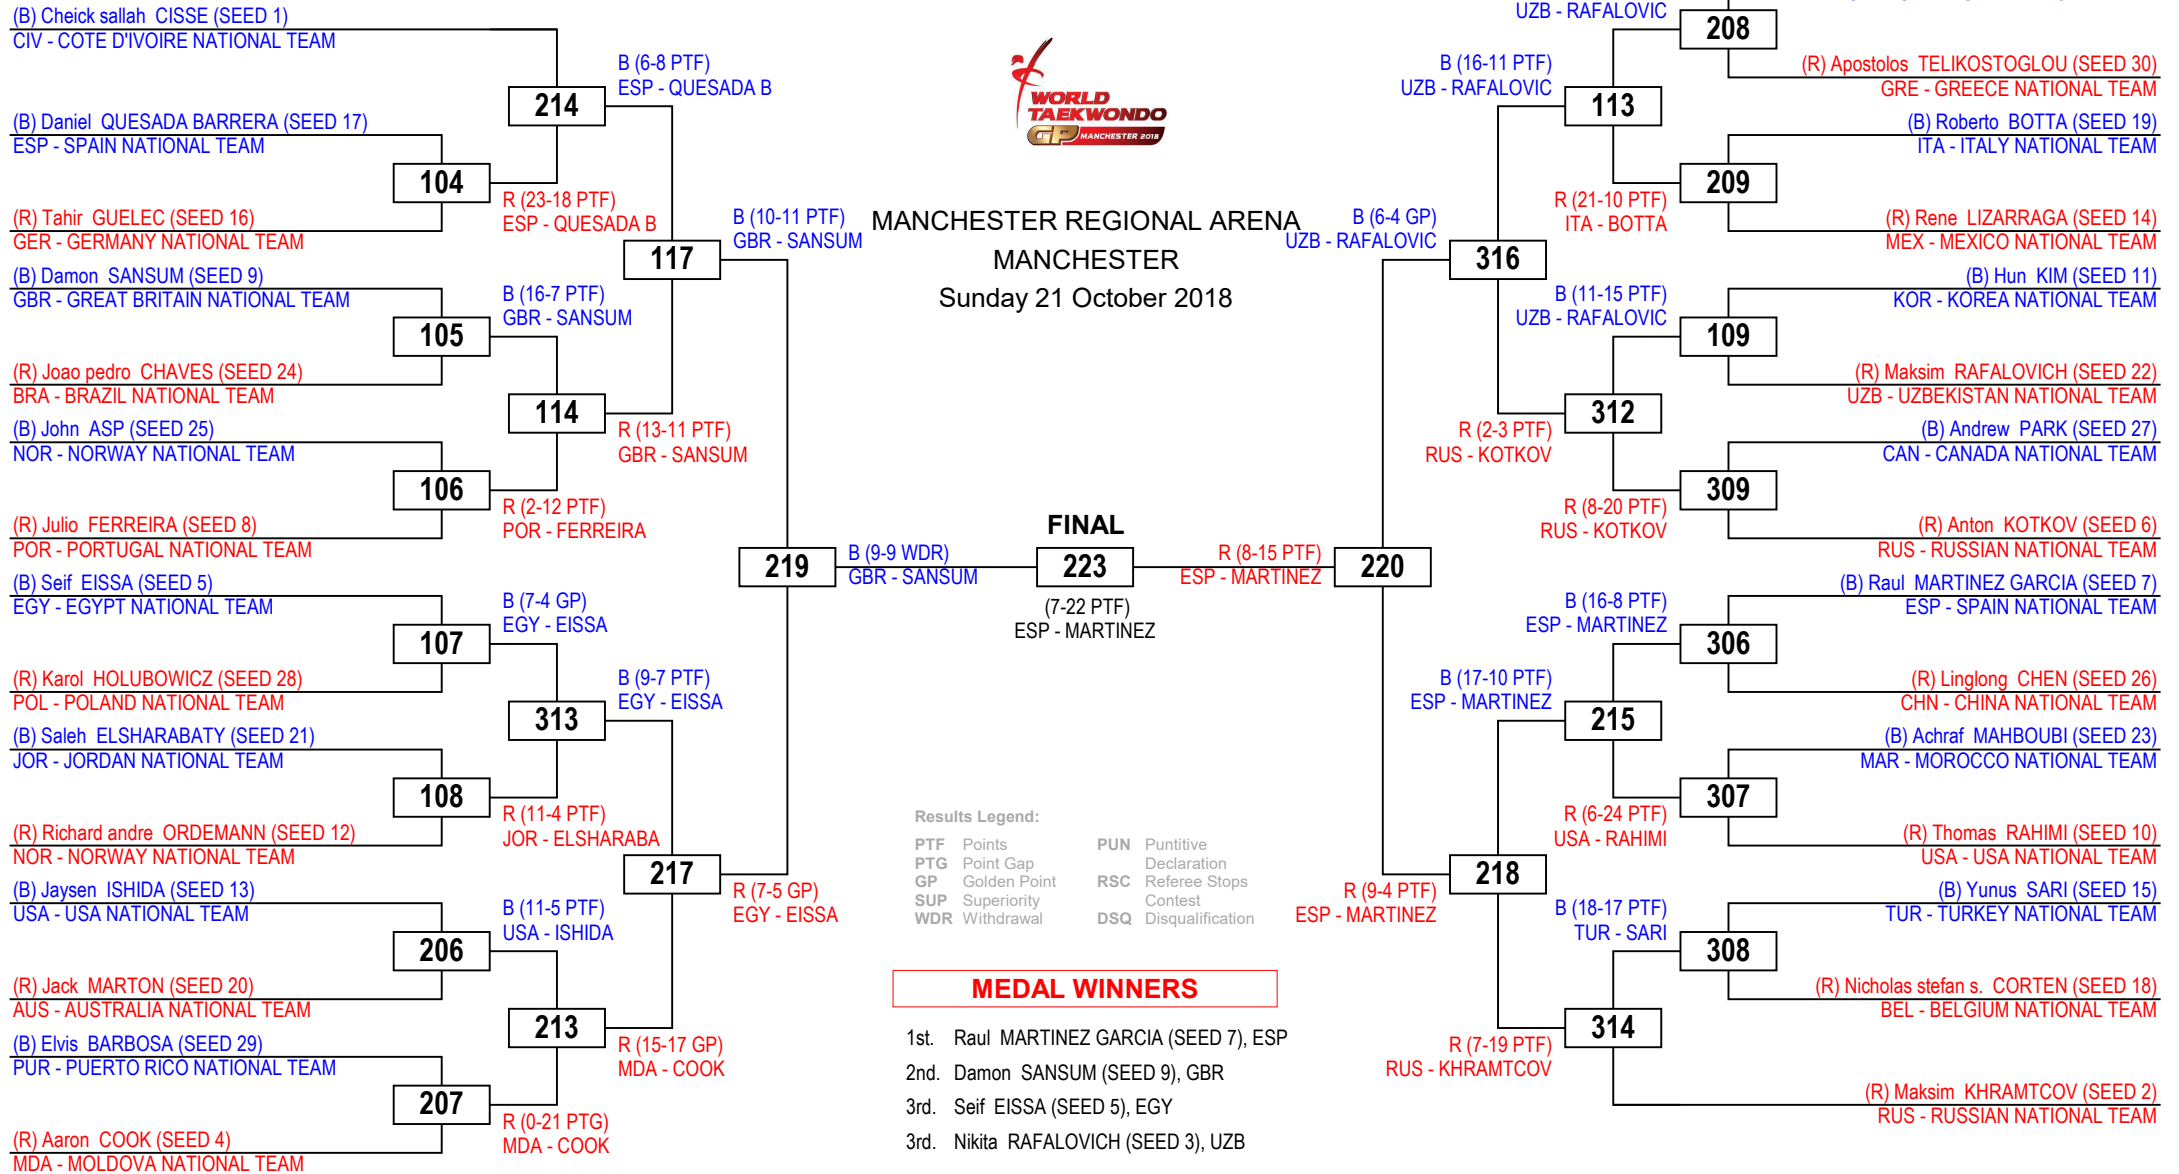 (B) Cheick sallah CISSE (SEED 1)
CIV - COTE D'IVOIRE NATIONAL TEAM
(B) Daniel QUESADA BARRERA (SEED 17)
ESP - SPAIN NATIONAL TEAM
(R) Tahir GUELEC (SEED 16)
GER - GERMANY NATIONAL TEAM
(B) Damon SANSUM (SEED 9)
GBR - GREAT BRITAIN NATIONAL TEAM
(R) Joao pedro CHAVES (SEED 24)
BRA - BRAZIL NATIONAL TEAM
(B) John ASP (SEED 25)
NOR - NORWAY NATIONAL TEAM
(R) Julio FERREIRA (SEED 8)
POR - PORTUGAL NATIONAL TEAM
(B) Seif EISSA (SEED 5)
EGY - EGYPT NATIONAL TEAM
(R) Karol HOLUBOWICZ (SEED 28)
POL - POLAND NATIONAL TEAM
(B) Saleh ELSHARABATY (SEED 21)
JOR - JORDAN NATIONAL TEAM
(R) Richard andre ORDEMANN (SEED 12)
NOR - NORWAY NATIONAL TEAM
(B) Jaysen ISHIDA (SEED 13)
USA - USA NATIONAL TEAM
(R) Jack MARTON (SEED 20)
AUS - AUSTRALIA NATIONAL TEAM
(B) Elvis BARBOSA (SEED 29)
PUR - PUERTO RICO NATIONAL TEAM
(R) Aaron COOK (SEED 4)
MDA - MOLDOVA NATIONAL TEAM
104
105
106
107
108
206
207
R (23-18 PTF)
ESP - QUESADA B
B (16-7 PTF)
GBR - SANSUM
R (2-12 PTF)
POR - FERREIRA
B (7-4 GP)
EGY - EISSA
R (11-4 PTF)
JOR - ELSHARABA
B (11-5 PTF)
USA - ISHIDA
R (0-21 PTG)
MDA - COOK
214
114
313
213
B (6-8 PTF)
ESP - QUESADA B
R (13-11 PTF)
GBR - SANSUM
B (9-7 PTF)
EGY - EISSA
R (15-17 GP)
MDA - COOK
117
217
B (10-11 PTF)
GBR - SANSUM
R (7-5 GP)
EGY - EISSA
219
B (9-9 WDR)
GBR - SANSUM
WORLD
TAEKWONDO
GP MANCHESTER 2018
MANCHESTER REGIONAL ARENA
MANCHESTER
Sunday 21 October 2018
FINAL
223
(7-22 PTF)
ESP - MARTINEZ
R (8-15 PTF)
ESP - MARTINEZ
220
B (6-4 GP)
UZB - RAFALOVIC
R (9-4 PTF)
ESP - MARTINEZ
316
218
B (16-11 PTF)
UZB - RAFALOVIC
R (2-3 PTF)
RUS - KOTKOV
B (17-10 PTF)
ESP - MARTINEZ
R (7-19 PTF)
RUS - KHRAMTCOV
113
312
215
314
UZB - RAFALOVIC
R (21-10 PTF)
ITA - BOTTA
B (11-15 PTF)
UZB - RAFALOVIC
R (8-20 PTF)
RUS - KOTKOV
B (16-8 PTF)
ESP - MARTINEZ
R (6-24 PTF)
USA - RAHIMI
B (18-17 PTF)
TUR - SARI
208
209
109
309
306
307
308
(R) Apostolos TELIKOSTOGLOU (SEED 30)
GRE - GREECE NATIONAL TEAM
(B) Roberto BOTTA (SEED 19)
ITA - ITALY NATIONAL TEAM
(R) Rene LIZARRAGA (SEED 14)
MEX - MEXICO NATIONAL TEAM
(B) Hun KIM (SEED 11)
KOR - KOREA NATIONAL TEAM
(R) Maksim RAFALOVICH (SEED 22)
UZB - UZBEKISTAN NATIONAL TEAM
(B) Andrew PARK (SEED 27)
CAN - CANADA NATIONAL TEAM
(R) Anton KOTKOV (SEED 6)
RUS - RUSSIAN NATIONAL TEAM
(B) Raul MARTINEZ GARCIA (SEED 7)
ESP - SPAIN NATIONAL TEAM
(R) Linglong CHEN (SEED 26)
CHN - CHINA NATIONAL TEAM
(B) Achraf MAHBOUBI (SEED 23)
MAR - MOROCCO NATIONAL TEAM
(R) Thomas RAHIMI (SEED 10)
USA - USA NATIONAL TEAM
(B) Yunus SARI (SEED 15)
TUR - TURKEY NATIONAL TEAM
(R) Nicholas stefan s. CORTEN (SEED 18)
BEL - BELGIUM NATIONAL TEAM
(R) Maksim KHRAMTCOV (SEED 2)
RUS - RUSSIAN NATIONAL TEAM
Results Legend:
PTF Points
PTG Point Gap
GP Golden Point
SUP Superiority
WDR Withdrawal
PUN Puntitive
Declaration
RSC Referee Stops
Contest
DSQ Disqualification
MEDAL WINNERS
1st. Raul MARTINEZ GARCIA (SEED 7), ESP
2nd. Damon SANSUM (SEED 9), GBR
3rd. Seif EISSA (SEED 5), EGY
3rd. Nikita RAFALOVICH (SEED 3), UZB